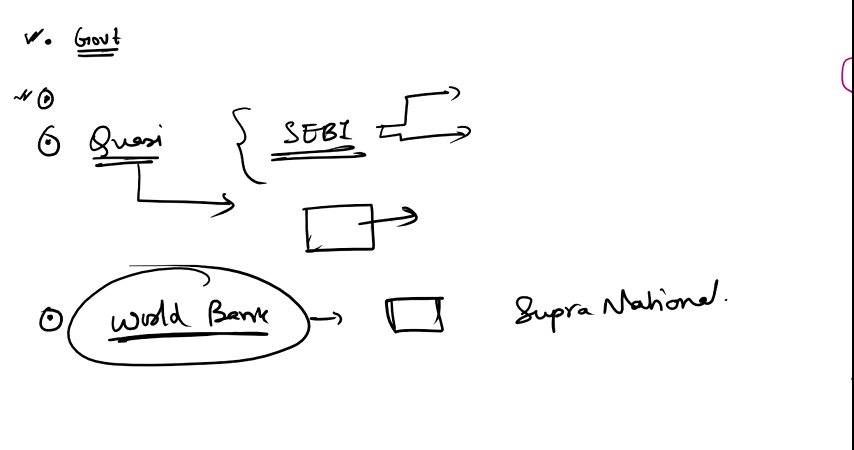 Govt
Quasi { SEBI
World Bank → Supra National.